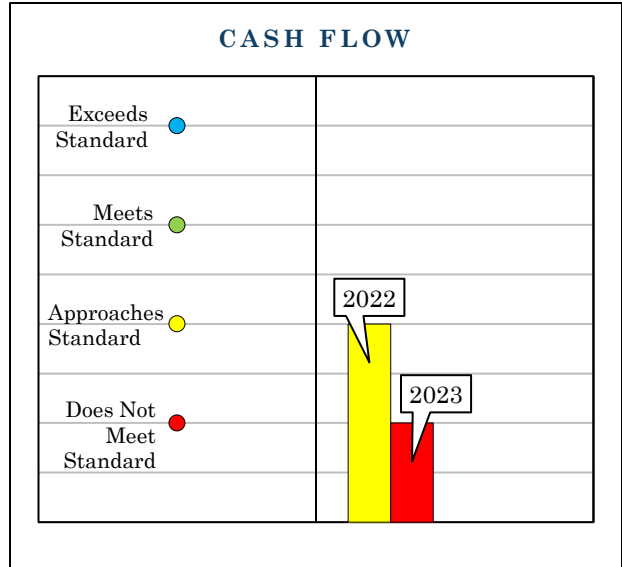 CASH FLOW
Exceeds
Standard
Meets
Standard
Approaches
Standard
Does Not
Meet
Standard
2022
2023